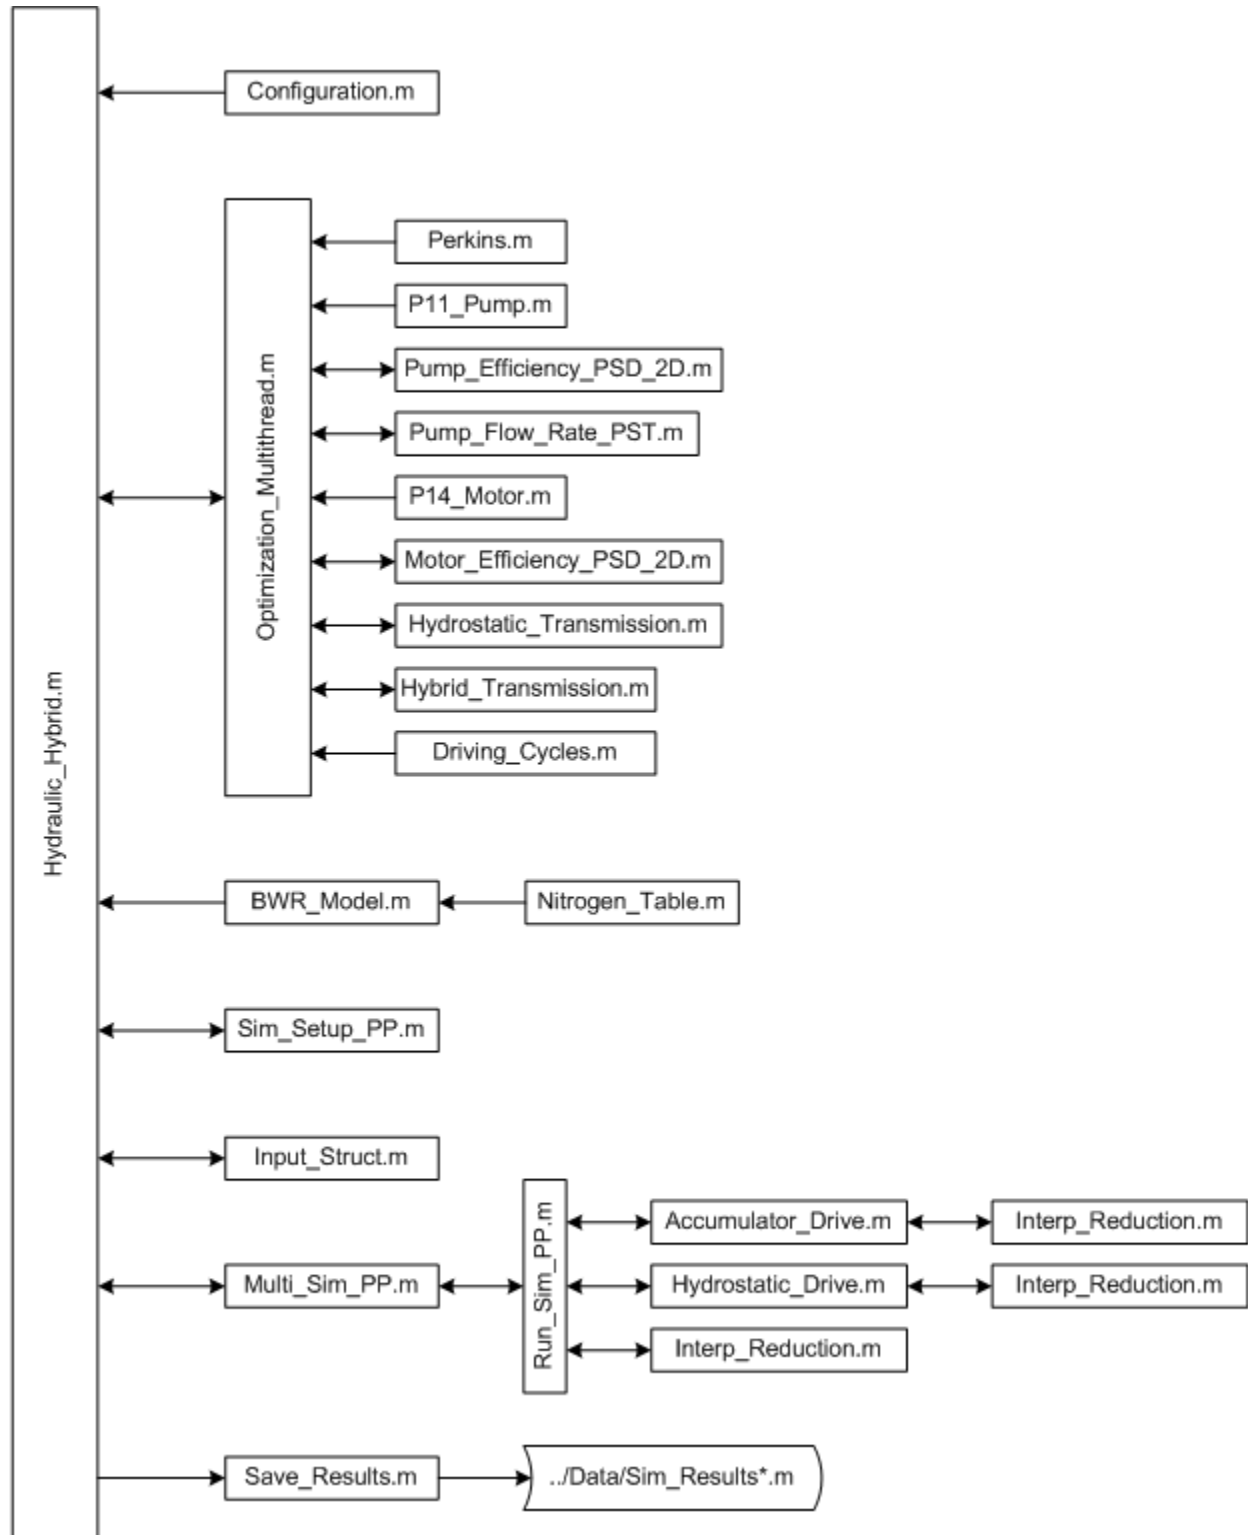 Hydraulic_Hybrid.m
Configuration.m
Optimization_Multithread.m
Perkins.m
P11_Pump.m
Pump_Efficiency_PSD_2D.m
Pump_Flow_Rate_PST.m
P14_Motor.m
Motor_Efficiency_PSD_2D.m
Hydrostatic_Transmission.m
Hybrid_Transmission.m
Driving_Cycles.m
BWR_Model.m
Nitrogen_Table.m
Sim_Setup_PP.m
Input_Struct.m
Multi_Sim_PP.m
Run_Sim_PP.m
Accumulator_Drive.m
Interp_Reduction.m
Hydrostatic_Drive.m
Interp_Reduction.m
Interp_Reduction.m
Save_Results.m
../Data/Sim_Results*.m